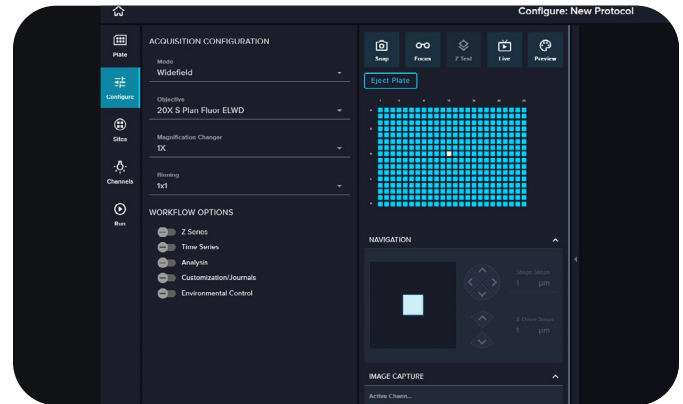 Configure: New Protocol
Plate
Configure
Sites
Channels
Run
ACQUISITION CONFIGURATION
Mode
Widefield
Objective
20X S Plan Fluor ELWD
Magnification Changer
1X
Binning
1x1
WORKFLOW OPTIONS
Z Series
Time Series
Analysis
Customization/Journals
Environmental Control
Snap
Focus
Z Test
Live
Preview
Eject Plate
NAVIGATION
Stage Steps
1 µm
Z Drive Steps
1 µm
IMAGE CAPTURE
Active Chann...